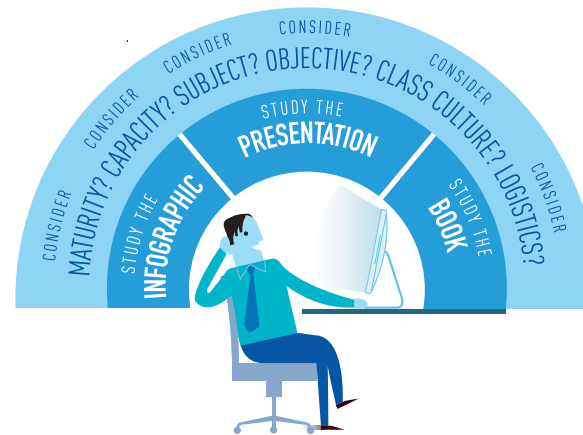 CONSIDER
MATURITY?
CONSIDER
CAPACITY?
CONSIDER
SUBJECT?
CONSIDER
OBJECTIVE?
CONSIDER
CLASS CULTURE?
CONSIDER
LOGISTICS?
STUDY THE
INFOGRAPHIC
STUDY THE
PRESENTATION
STUDY THE
BOOK